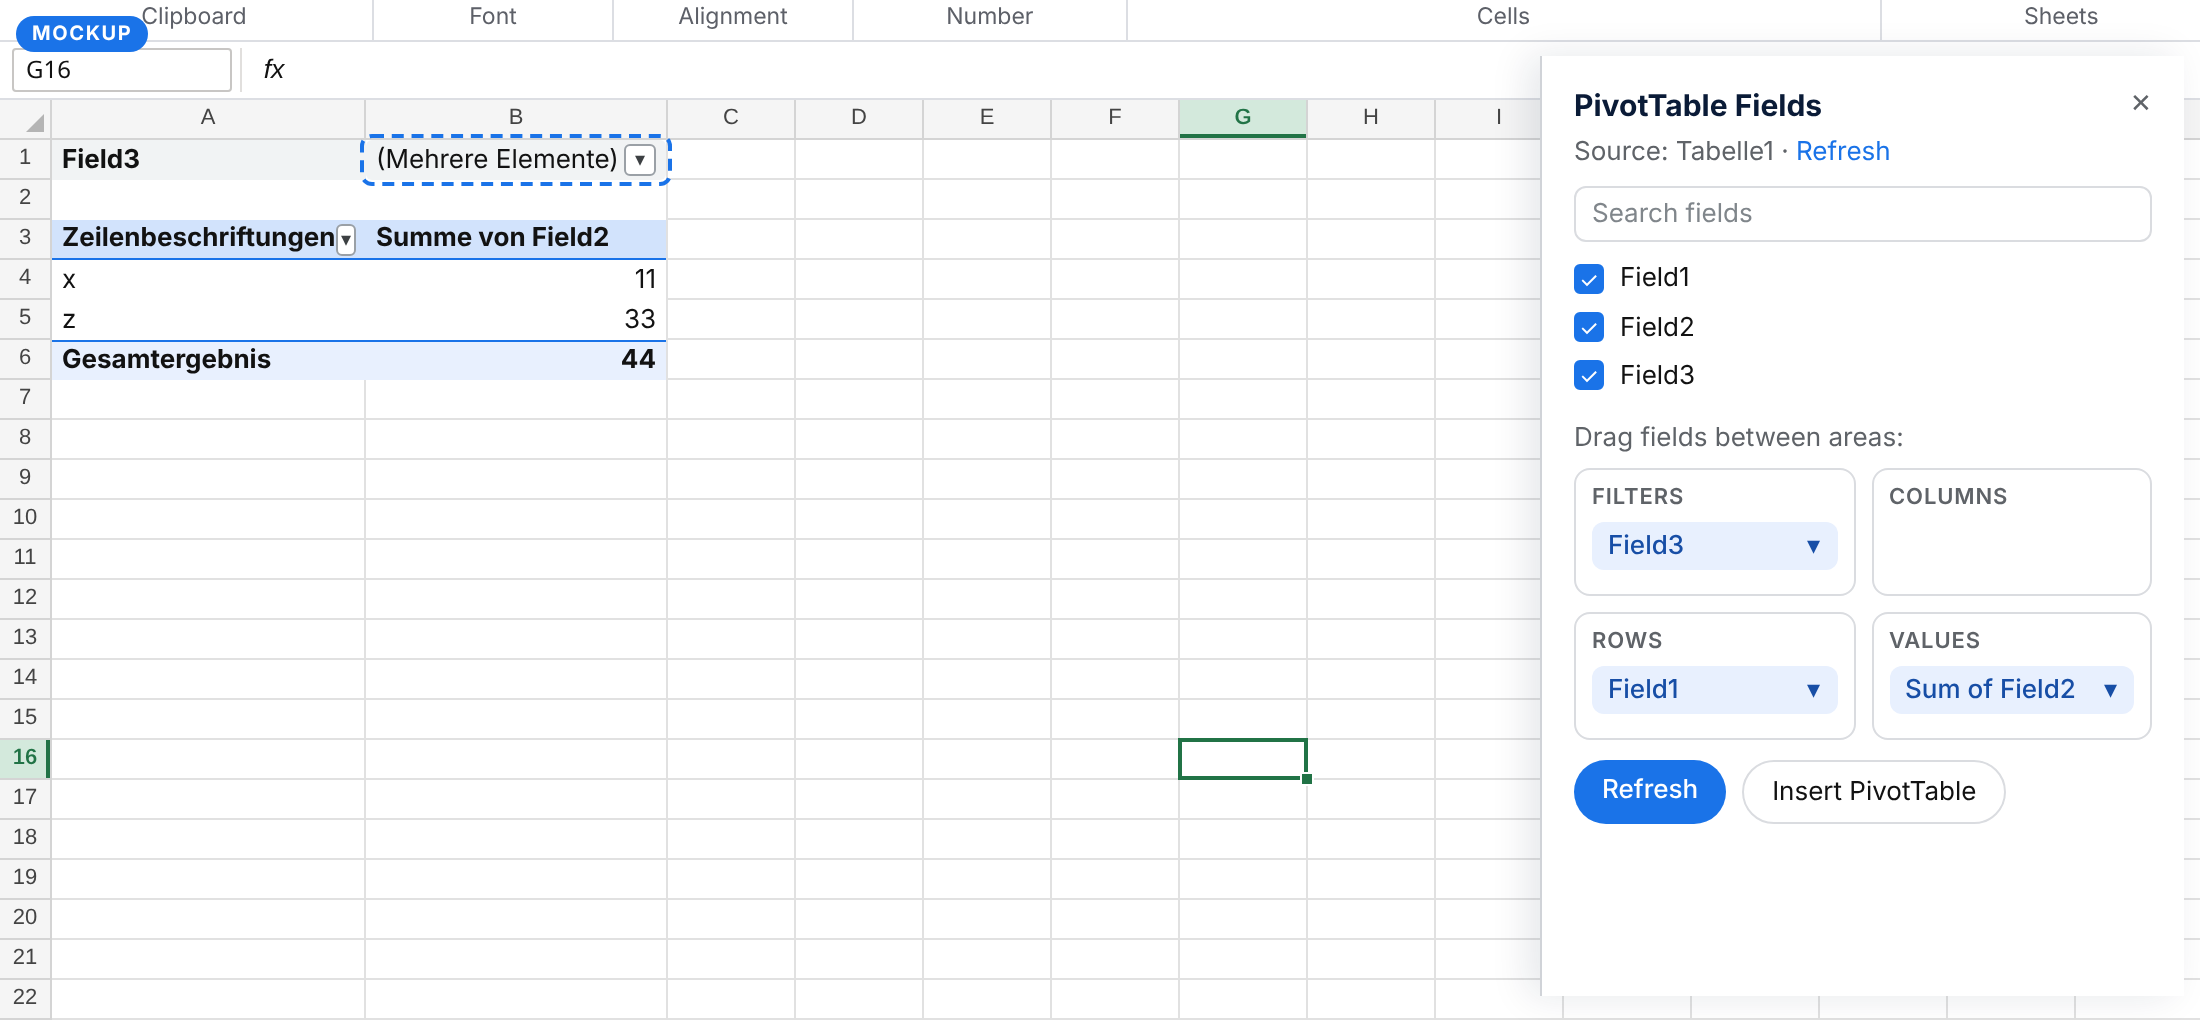 Clipboard Font Alignment Number Cells Sheets
MOCKUP
G16 fx
A B C D E F G H I
1 Field3 (Mehrere Elemente) ▼
2
3 Zeilenbeschriftungen ▼ Summe von Field2
4 x 11
5 z 33
6 Gesamtergebnis 44
7
8
9
10
11
12
13
14
15
16
17
18
19
20
21
22
PivotTable Fields ✕
Source: Tabelle1 · Refresh
Search fields
Field1
Field2
Field3
Drag fields between areas:
FILTERS COLUMNS
Field3 ▼
ROWS VALUES
Field1 ▼ Sum of Field2 ▼
Refresh Insert PivotTable